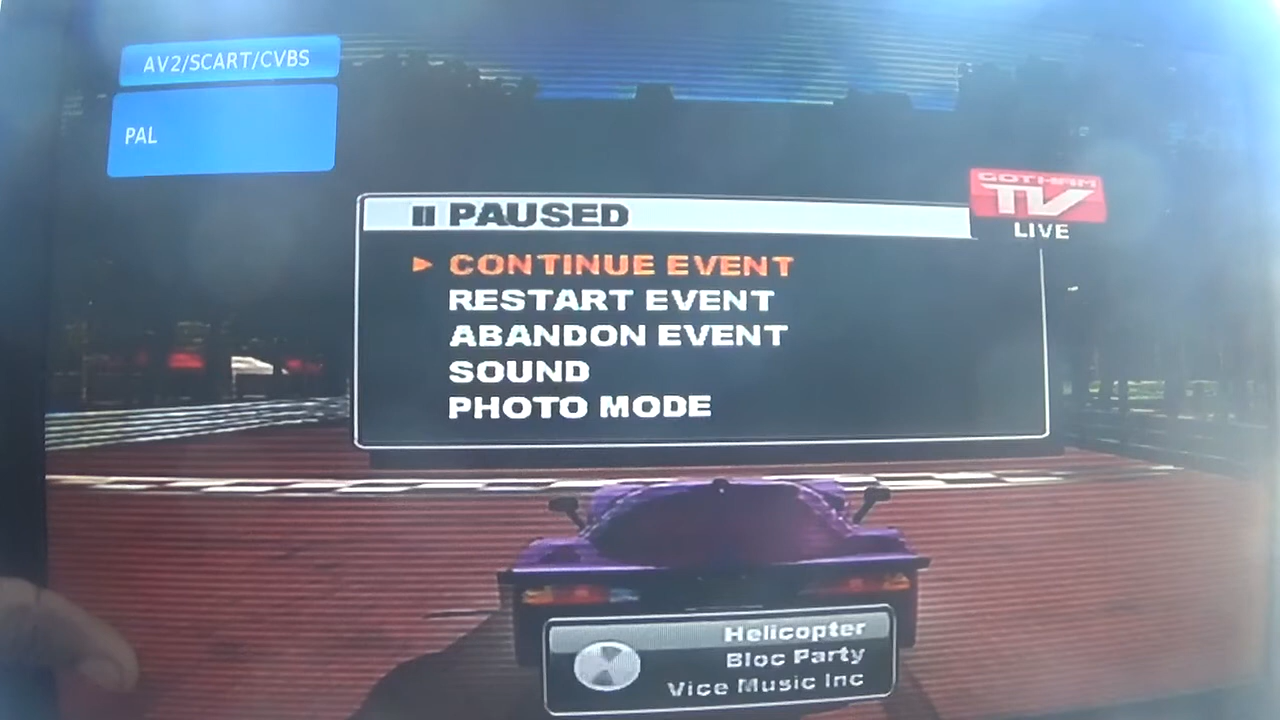 AV2/SCART/CVBS
PAL
GOTHAM
TV
LIVE
PAUSED
CONTINUE EVENT
RESTART EVENT
ABANDON EVENT
SOUND
PHOTO MODE
Helicopter
Bloc Party
Vice Music Inc